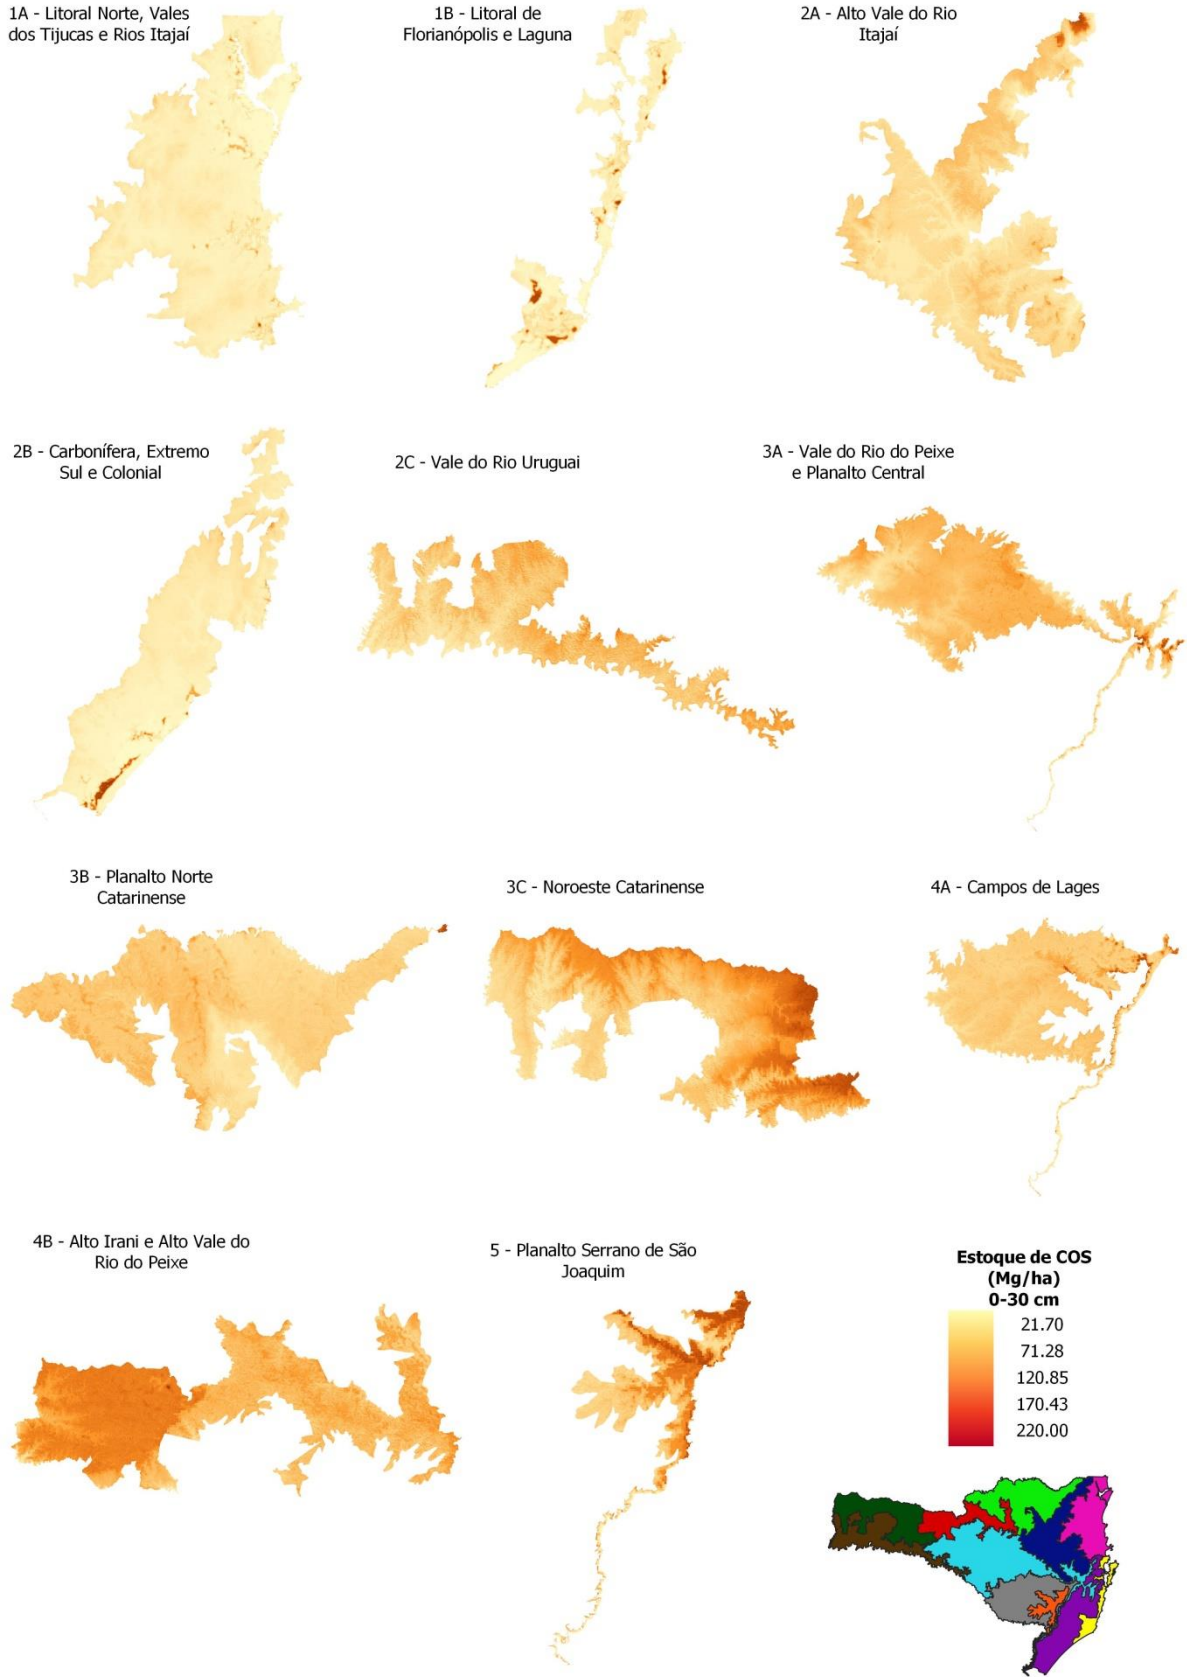 1A - Litoral Norte, Vales
dos Tijucas e Rios Itajaí
1B - Litoral de
Florianópolis e Laguna
2A - Alto Vale do Rio
Itajaí
2B - Carbonífera, Extremo
Sul e Colonial
2C - Vale do Rio Uruguai
3A - Vale do Rio do Peixe
e Planalto Central
3B - Planalto Norte
Catarinense
3C - Noroeste Catarinense
4A - Campos de Lages
4B - Alto Irani e Alto Vale do
Rio do Peixe
5 - Planalto Serrano de São
Joaquim
Estoque de COS
(Mg/ha)
0-30 cm
21.70
71.28
120.85
170.43
220.00